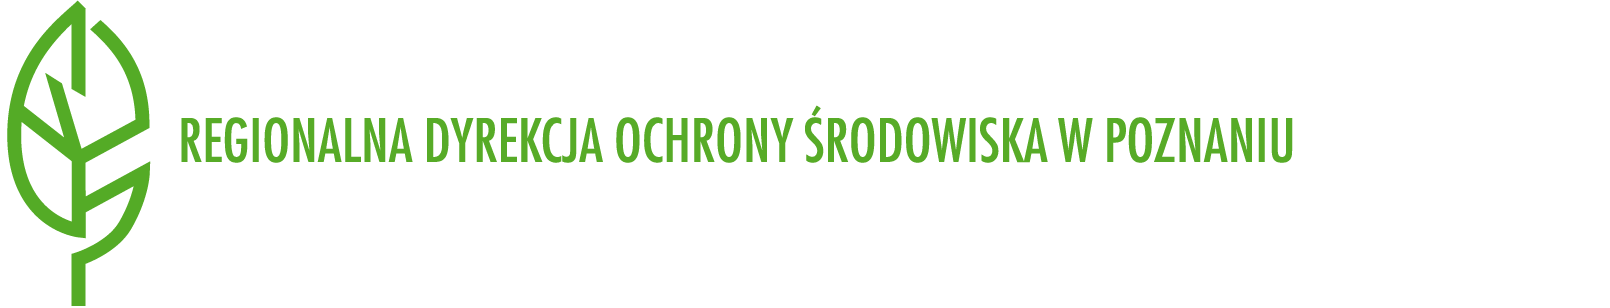 REGIONALNA DYREKCJA OCHRONY ŚRODOWISKA W POZNANIU